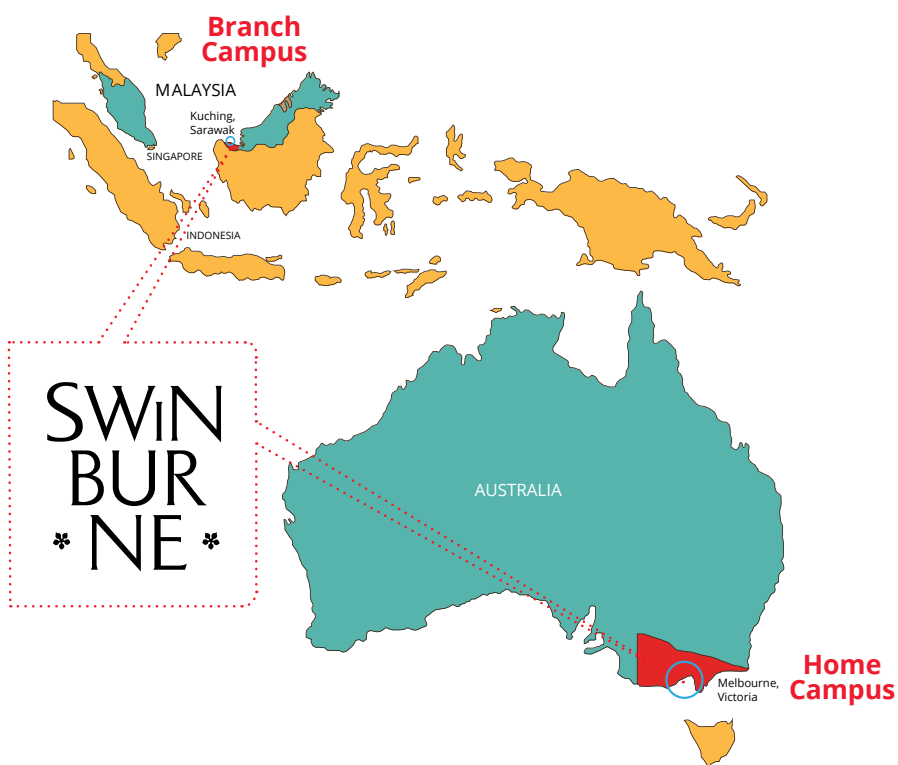 Branch
Campus
MALAYSIA
Kuching,
Sarawak
SINGAPORE
INDONESIA
SWiN
BUR
NE
AUSTRALIA
Home
Campus
Melbourne,
Victoria